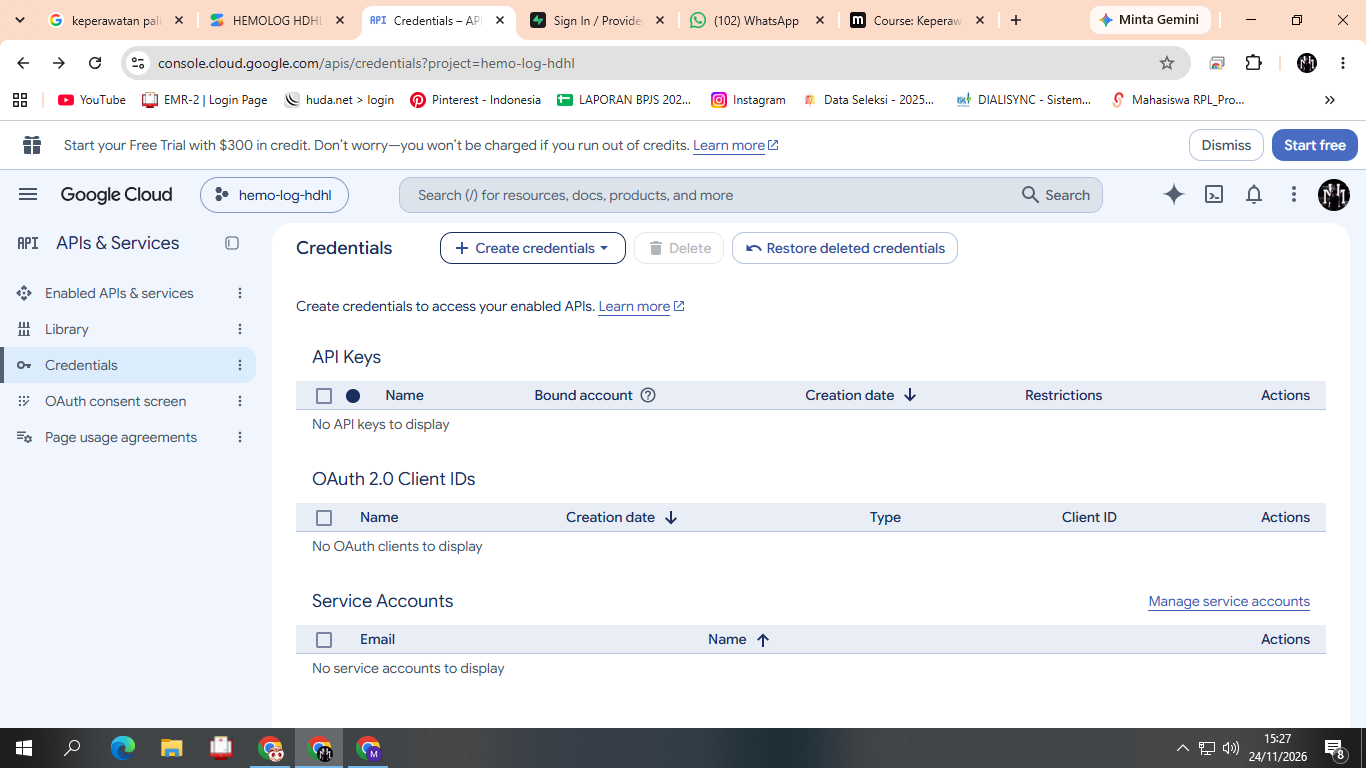 keperawatan pali
HEMOLOG HDHL
Credentials – API
Sign In / Provide
(102) WhatsApp
Course: Keperaw
Minta Gemini
console.cloud.google.com/apis/credentials?project=hemo-log-hdhl
YouTube
EMR-2 | Login Page
huda.net > login
Pinterest - Indonesia
LAPORAN BPJS 202...
Instagram
Data Seleksi - 2025...
DIALISYNC - Sistem...
Mahasiswa RPL_Pro...
Start your Free Trial with $300 in credit. Don't worry—you won't be charged if you run out of credits. Learn more
Dismiss
Start free
Google Cloud
hemo-log-hdhl
Search (/) for resources, docs, products, and more
Search
API APIs & Services
Enabled APIs & services
Library
Credentials
OAuth consent screen
Page usage agreements
Credentials
Create credentials
Delete
Restore deleted credentials
Create credentials to access your enabled APIs. Learn more
API Keys
Name Bound account Creation date Restrictions Actions
No API keys to display
OAuth 2.0 Client IDs
Name Creation date Type Client ID Actions
No OAuth clients to display
Service Accounts
Manage service accounts
Email Name Actions
No service accounts to display
15:27
24/11/2026
8